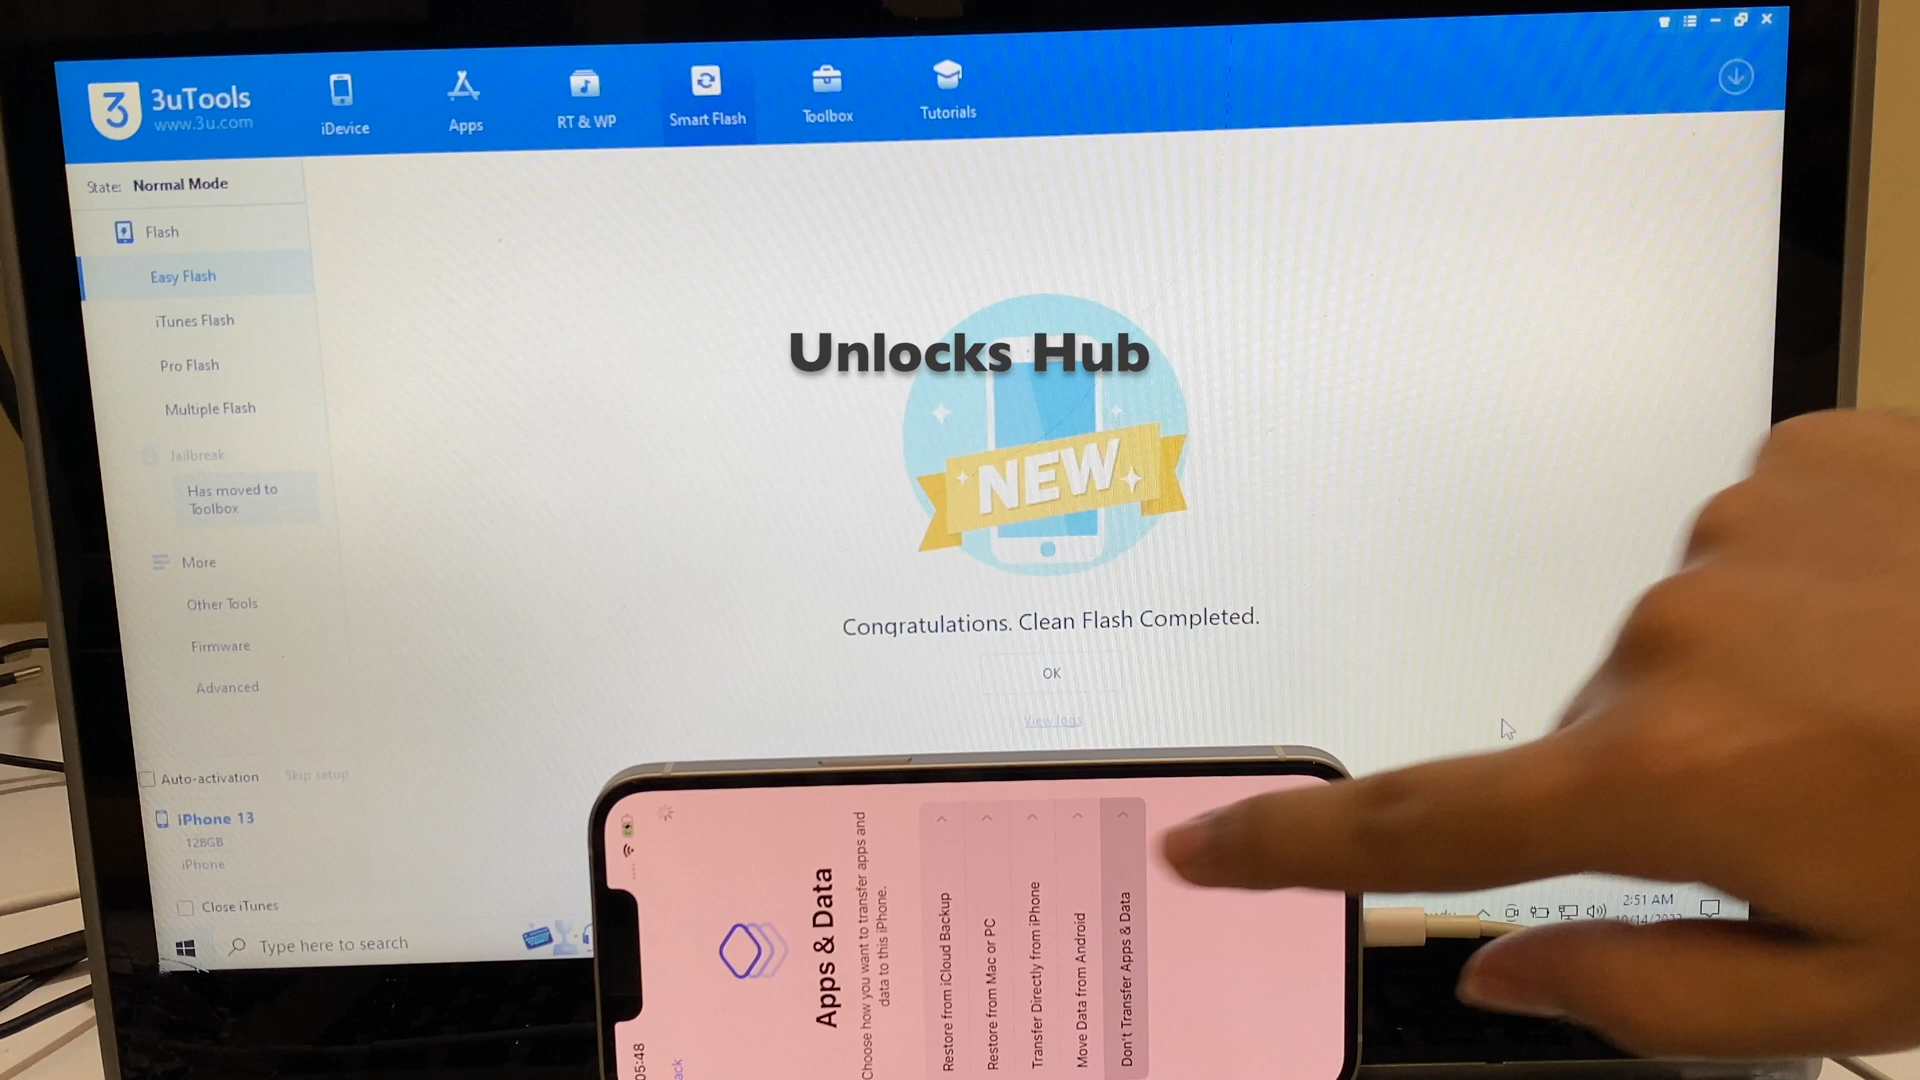 3
3uTools
www.3u.com
iDevice
Apps
RT & WP
Smart Flash
Toolbox
Tutorials
State: Normal Mode
Flash
Easy Flash
iTunes Flash
Pro Flash
Multiple Flash
Jailbreak
Has moved to
Toolbox
More
Other Tools
Firmware
Advanced
Auto-activation
Skip setup
iPhone 13
128GB
iPhone
Close iTunes
Unlocks Hub
NEW
Congratulations. Clean Flash Completed.
OK
View logs
Type here to search
2:51 AM
05:48
Apps & Data
Choose how you want to transfer apps and
data to this iPhone.
Restore from iCloud Backup
Restore from Mac or PC
Transfer Directly from iPhone
Move Data from Android
Don't Transfer Apps & Data